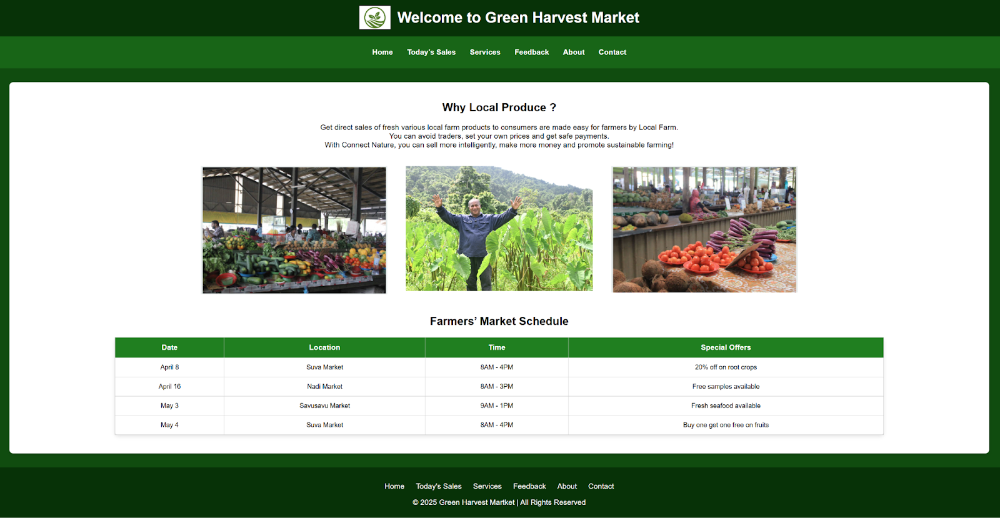 Welcome to Green Harvest Market
Home Today's Sales Services Feedback About Contact
Why Local Produce ?
Get direct sales of fresh various local farm products to consumers are made easy for farmers by Local Farm.
You can avoid traders, set your own prices and get safe payments.
With Connect Nature, you can sell more intelligently, make more money and promote sustainable farming!
Farmers’ Market Schedule
Date Location Time Special Offers
April 8 Suva Market 8AM - 4PM 20% off on root crops
April 16 Nadi Market 8AM - 3PM Free samples available
May 3 Savusavu Market 9AM - 1PM Fresh seafood available
May 4 Suva Market 8AM - 4PM Buy one get one free on fruits
Home Today's Sales Services Feedback About Contact
© 2025 Green Harvest Martket | All Rights Reserved